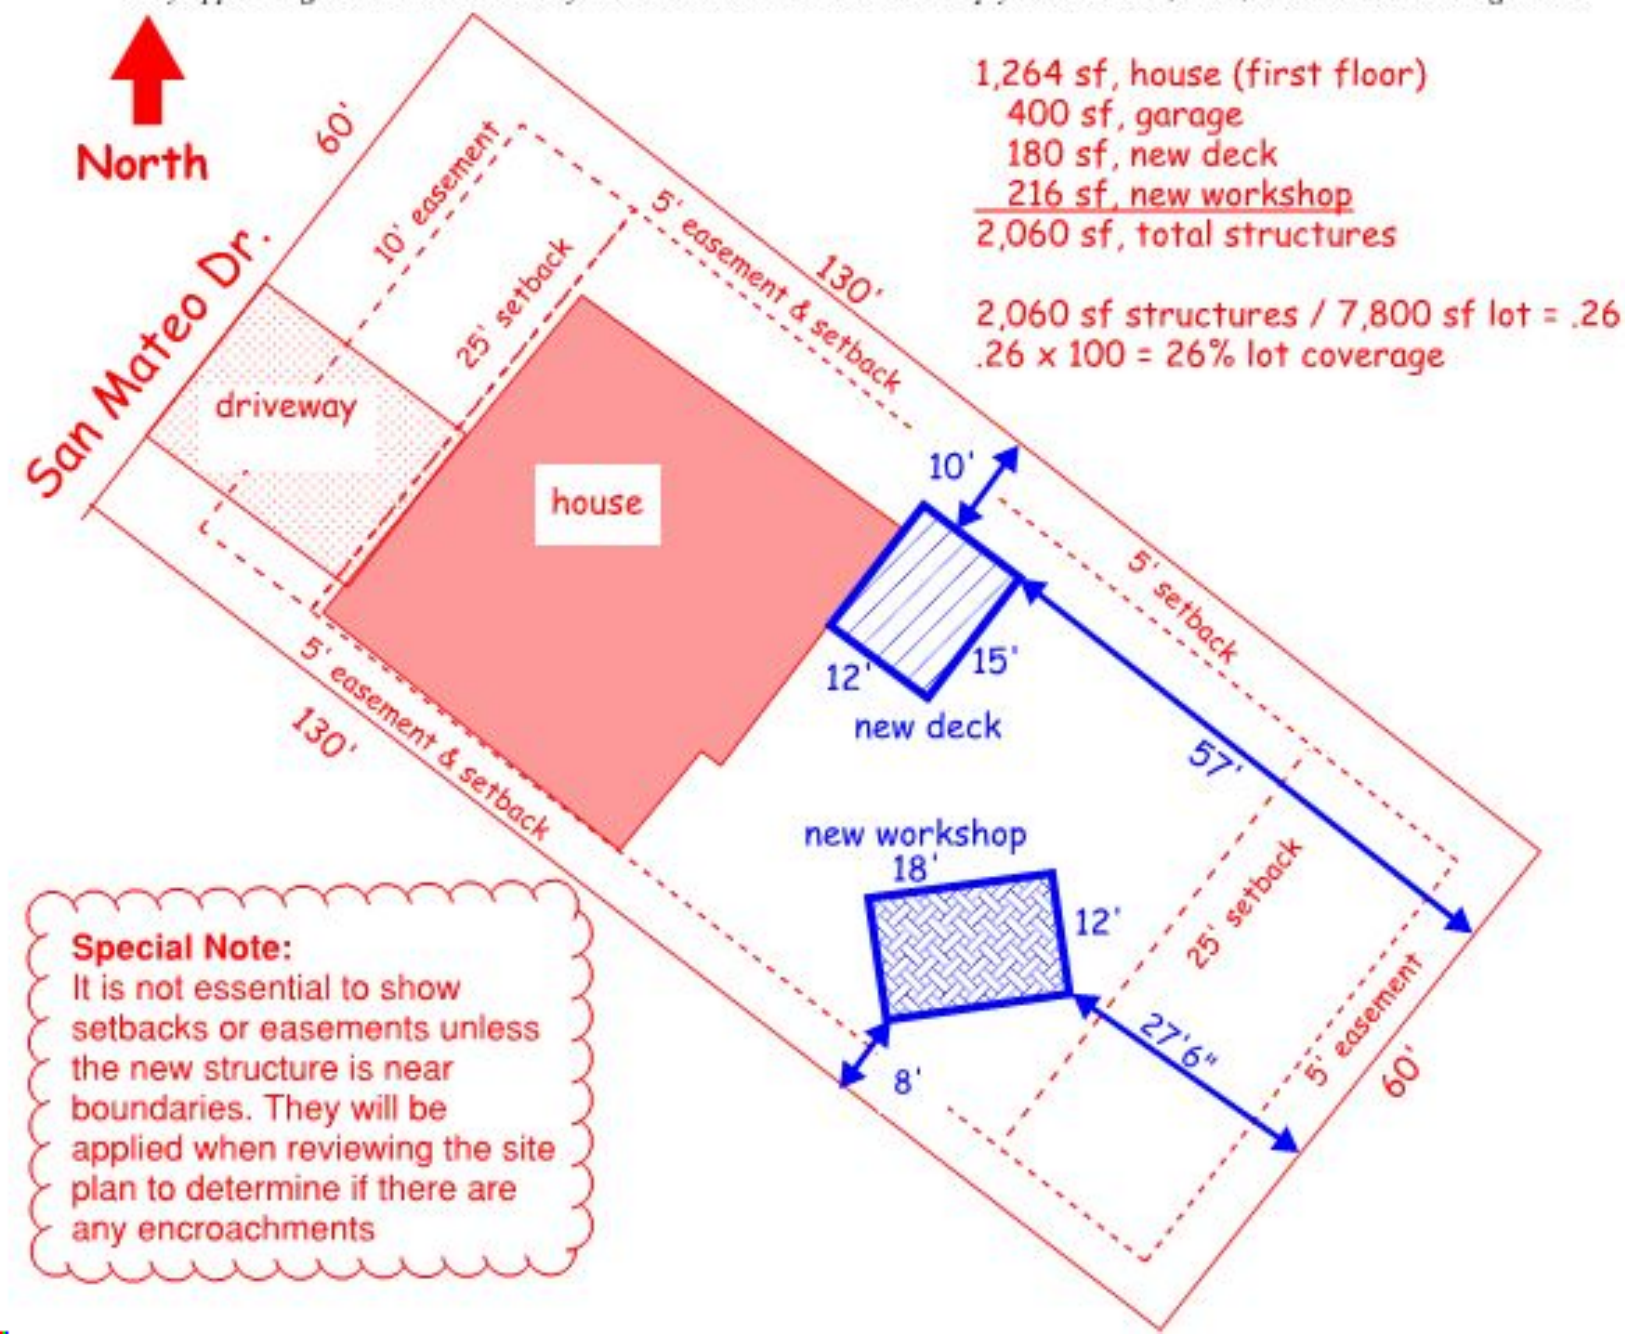 North
60'
San Mateo Dr.
10' easement
25' setback
driveway
house
5' easement & setback
130'
1,264 sf, house (first floor)
400 sf, garage
180 sf, new deck
216 sf, new workshop
2,060 sf, total structures
2,060 sf structures / 7,800 sf lot = .26
.26 x 100 = 26% lot coverage
10'
5' setback
12'
15'
new deck
57'
5' easement & setback
130'
new workshop
18'
12'
25' setback
27'6"
8'
5' easement
60'
Special Note:
It is not essential to show
setbacks or easements unless
the new structure is near
boundaries. They will be
applied when reviewing the site
plan to determine if there are
any encroachments